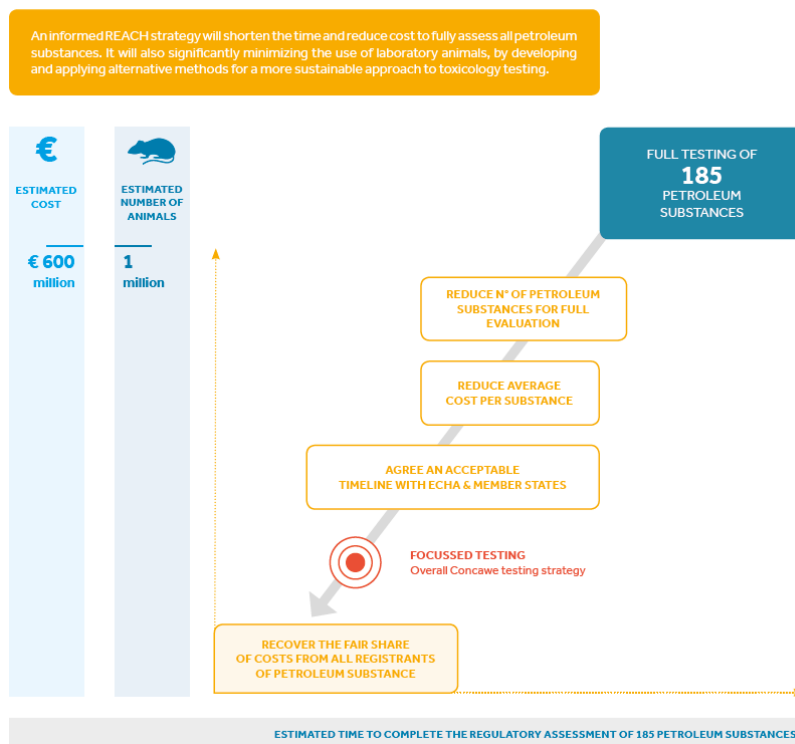 An informed REACH strategy will shorten the time and reduce cost to fully assess all petroleum
substances. It will also significantly minimizing the use of laboratory animals, by developing
and applying alternative methods for a more sustainable approach to toxicology testing.
€
ESTIMATED
COST
€ 600
million
ESTIMATED
NUMBER OF
ANIMALS
1
million
FULL TESTING OF
185
PETROLEUM
SUBSTANCES
REDUCE N° OF PETROLEUM
SUBSTANCES FOR FULL
EVALUATION
REDUCE AVERAGE
COST PER SUBSTANCE
AGREE AN ACCEPTABLE
TIMELINE WITH ECHA & MEMBER STATES
FOCUSSED TESTING
Overall Concawe testing strategy
RECOVER THE FAIR SHARE
OF COSTS FROM ALL REGISTRANTS
OF PETROLEUM SUBSTANCE
ESTIMATED TIME TO COMPLETE THE REGULATORY ASSESSMENT OF 185 PETROLEUM SUBSTANCES